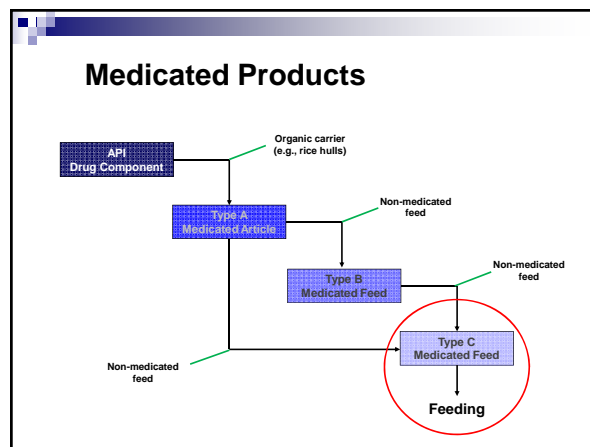 Medicated Products
Organic carrier
(e.g., rice hulls)
API
Drug Component
Non-medicated
feed
Type A
Medicated Article
Non-medicated
feed
Type B
Medicated Feed
Type C
Medicated Feed
Non-medicated
feed
Feeding